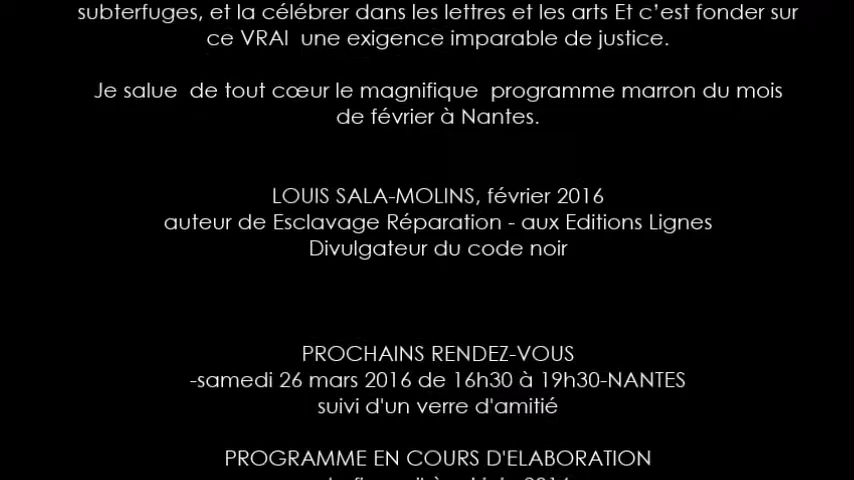 subterfuges, et la célébrer dans les lettres et les arts Et c’est fonder sur
ce VRAI  une exigence imparable de justice.
Je salue  de tout cœur le magnifique  programme marron du mois
de février à Nantes.
LOUIS SALA-MOLINS, février 2016
auteur de Esclavage Réparation - aux Editions Lignes
Divulgateur du code noir
PROCHAINS RENDEZ-VOUS
-samedi 26 mars 2016 de 16h30 à 19h30-NANTES
suivi d'un verre d'amitié
PROGRAMME EN COURS D'ELABORATION